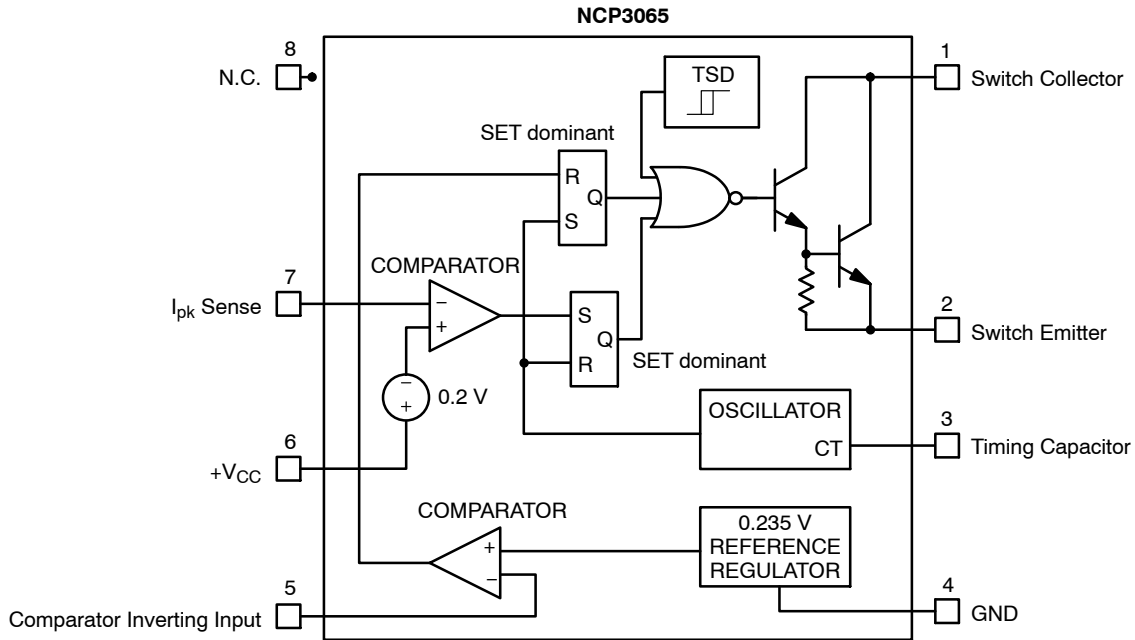 NCP3065
8
N.C.
1
Switch Collector
TSD
SET dominant
R
Q
S
COMPARATOR
7
Ipk Sense
−
+
S
Q
R
2
Switch Emitter
SET dominant
−
+
0.2 V
OSCILLATOR
CT
3
Timing Capacitor
6
+VCC
COMPARATOR
+
−
0.235 V
REFERENCE
REGULATOR
5
Comparator Inverting Input
4
GND